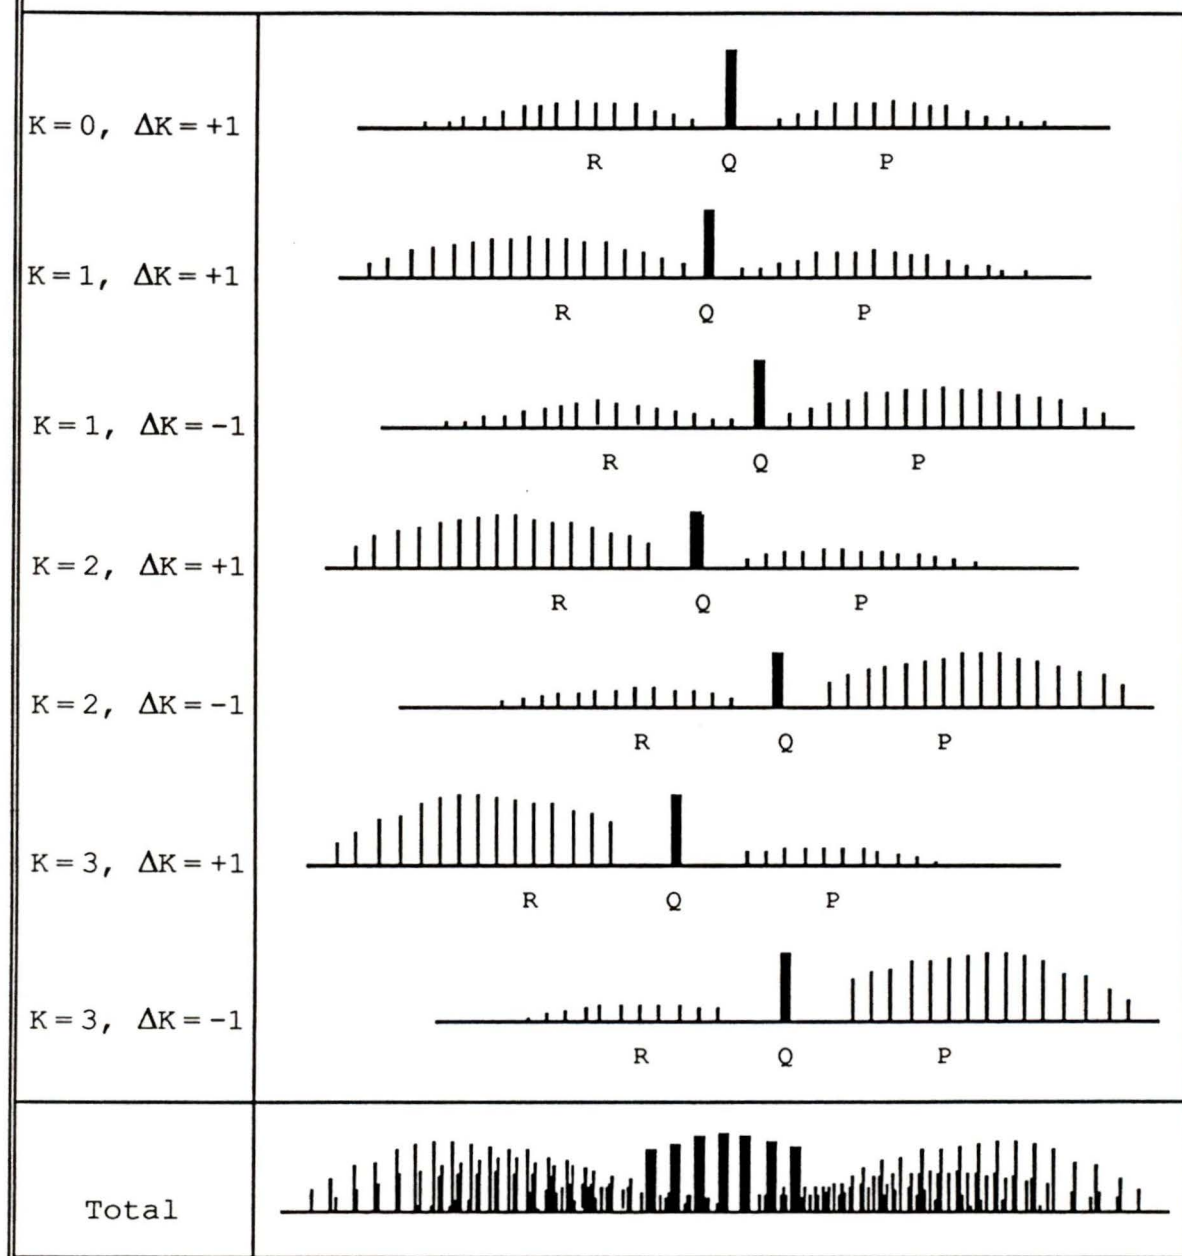 K=0, ΔK=+1
R Q P
K=1, ΔK=+1
R Q P
K=1, ΔK=-1
R Q P
K=2, ΔK=+1
R Q P
K=2, ΔK=-1
R Q P
K=3, ΔK=+1
R Q P
K=3, ΔK=-1
R Q P
Total